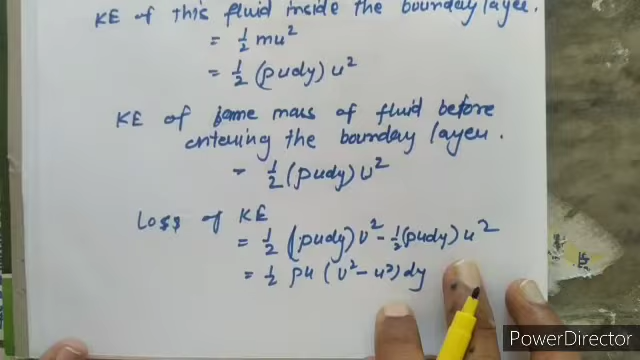 KE of this fluid inside the boundary layer.
= 1/2 mu²
= 1/2 (ρudy) u²
KE of same mass of fluid before
entering the boundary layer.
= 1/2 (ρudy) U²
Loss of KE
= 1/2 (ρudy) U² - 1/2 (ρudy) u²
= 1/2 ρu (U² - u²) dy
PowerDirector